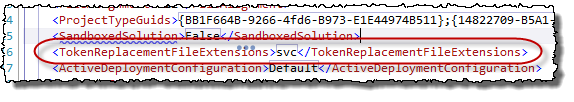 4 <ProjectTypeGuids>{BB1F664B-9266-4fd6-B973-E1E44974B511};{14822709-B5A1
5 <SandboxedSolution>False</SandboxedSolution>
6 <TokenReplacementFileExtensions>svc</TokenReplacementFileExtensions>
7 <ActiveDeploymentConfiguration>Default</ActiveDeploymentConfiguration>